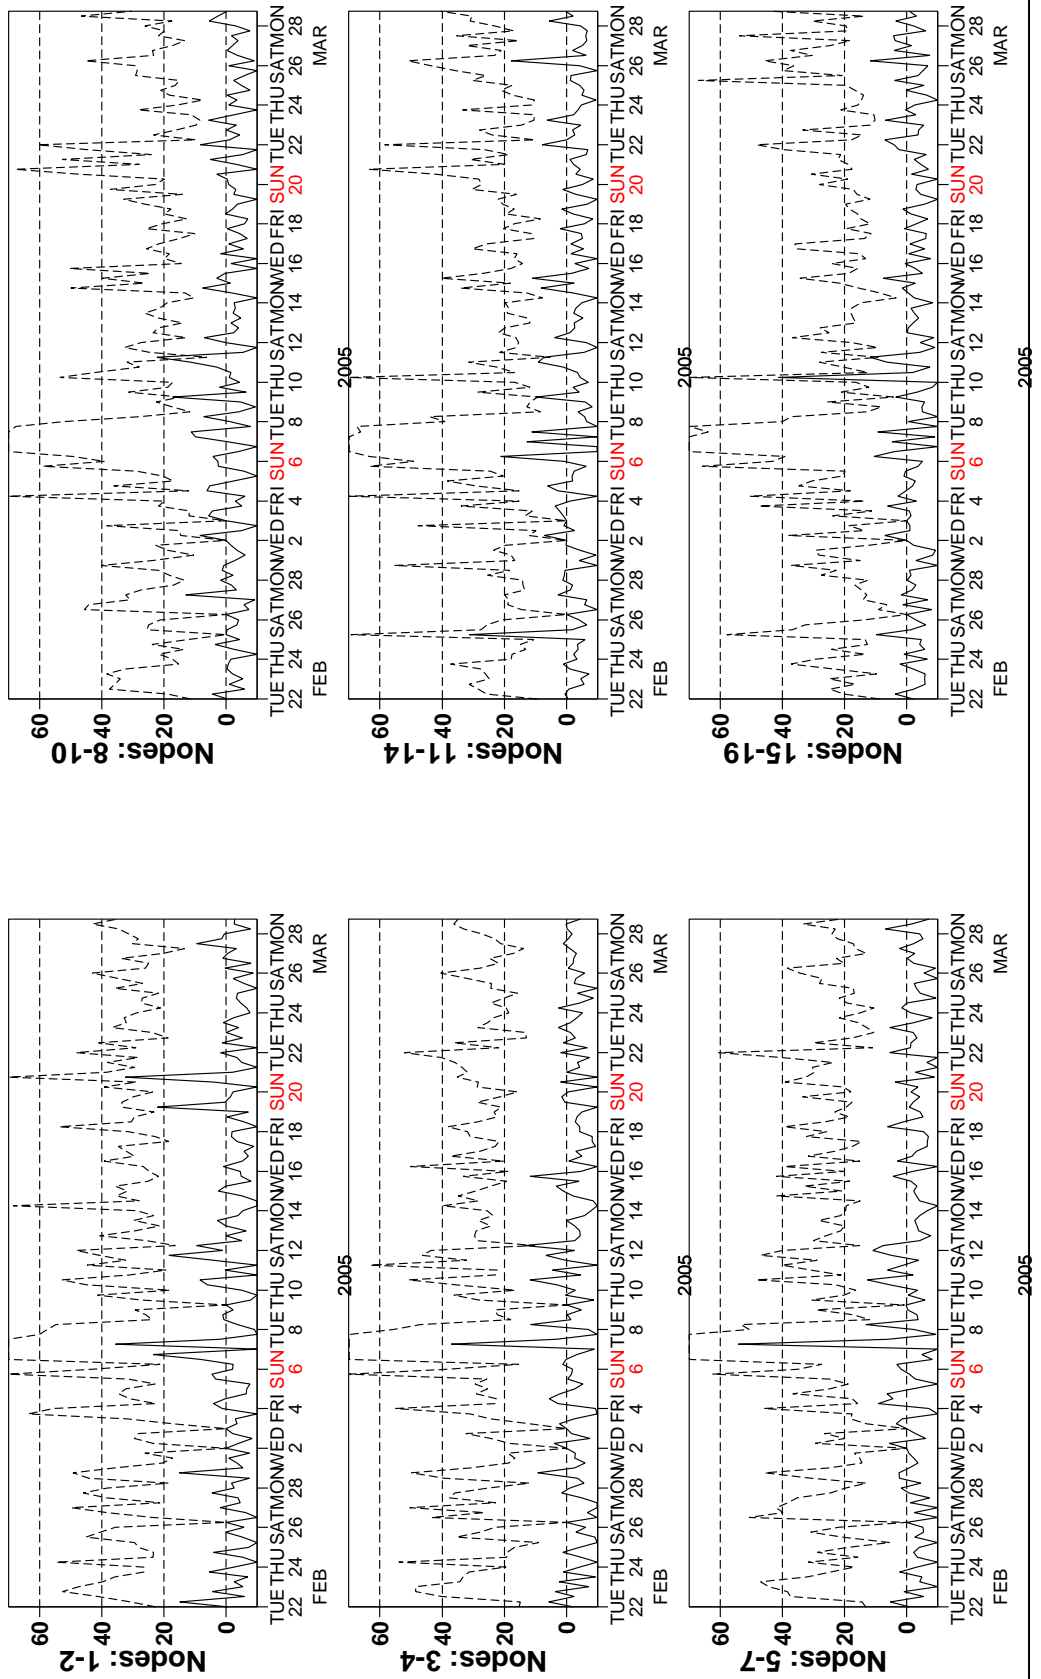 Nodes: 1-2
60
40
20
0
TUE THU SAT MON WED FRI SUN TUE THU SAT MON WED FRI SUN TUE THU SAT MON
22 24 26 28 2 4 6 8 10 12 14 16 18 20 22 24 26 28
FEB MAR
2005
Nodes: 3-4
60
40
20
0
TUE THU SAT MON WED FRI SUN TUE THU SAT MON WED FRI SUN TUE THU SAT MON
22 24 26 28 2 4 6 8 10 12 14 16 18 20 22 24 26 28
FEB MAR
2005
Nodes: 5-7
60
40
20
0
TUE THU SAT MON WED FRI SUN TUE THU SAT MON WED FRI SUN TUE THU SAT MON
22 24 26 28 2 4 6 8 10 12 14 16 18 20 22 24 26 28
FEB MAR
2005
Nodes: 8-10
60
40
20
0
TUE THU SAT MON WED FRI SUN TUE THU SAT MON WED FRI SUN TUE THU SAT MON
22 24 26 28 2 4 6 8 10 12 14 16 18 20 22 24 26 28
FEB MAR
2005
Nodes: 11-14
60
40
20
0
TUE THU SAT MON WED FRI SUN TUE THU SAT MON WED FRI SUN TUE THU SAT MON
22 24 26 28 2 4 6 8 10 12 14 16 18 20 22 24 26 28
FEB MAR
2005
Nodes: 15-19
60
40
20
0
TUE THU SAT MON WED FRI SUN TUE THU SAT MON WED FRI SUN TUE THU SAT MON
22 24 26 28 2 4 6 8 10 12 14 16 18 20 22 24 26 28
FEB MAR
2005